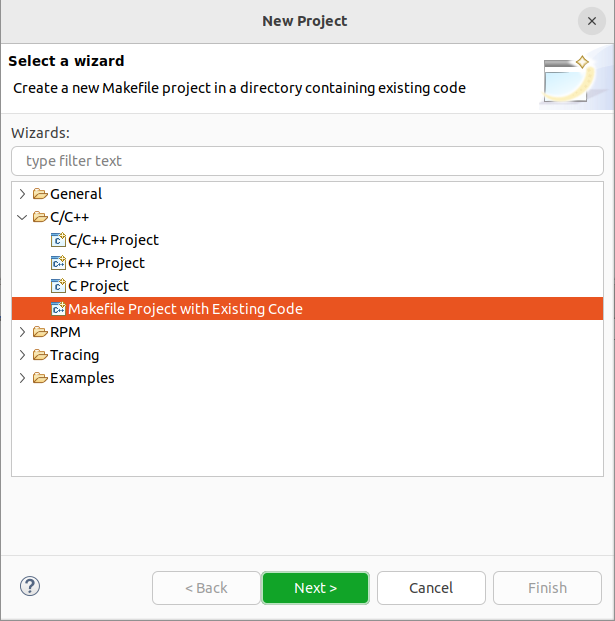 New Project
Select a wizard
Create a new Makefile project in a directory containing existing code
Wizards:
type filter text
General
C/C++
C/C++ Project
C++ Project
C Project
Makefile Project with Existing Code
RPM
Tracing
Examples
< Back Next > Cancel Finish